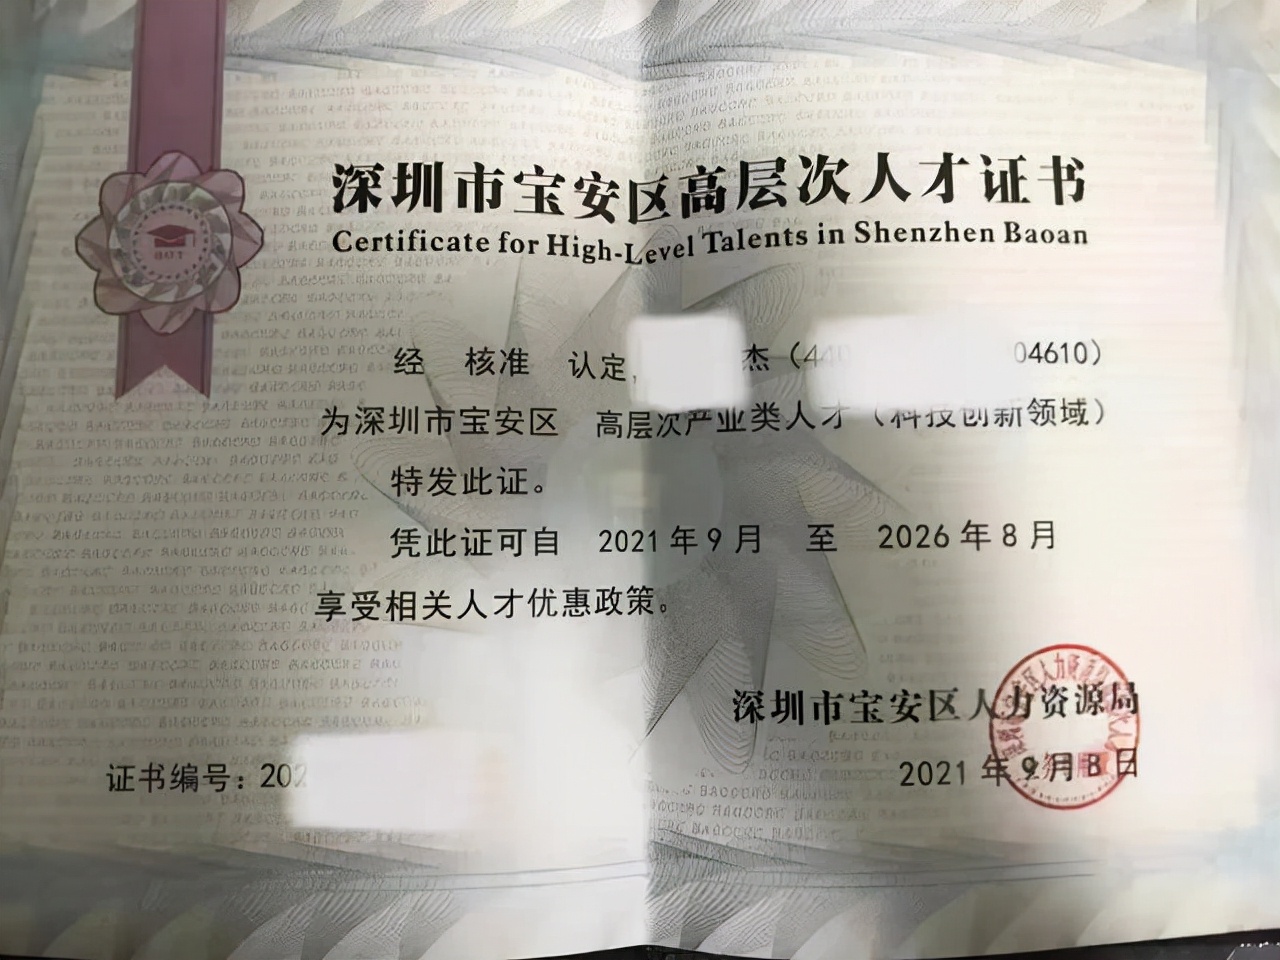 深圳市宝安区高层次人才证书
Certificate for High-Level Talents in Shenzhen Baoan
经 核准 认定 杰（44 04610）
为深圳市宝安区 高层次产业类人才（科技创新领域）
特发此证。
凭此证可自 2021年9月 至 2026年8月
享受相关人才优惠政策。
深圳市宝安区人力资源局
证书编号：202
2021年9月8日